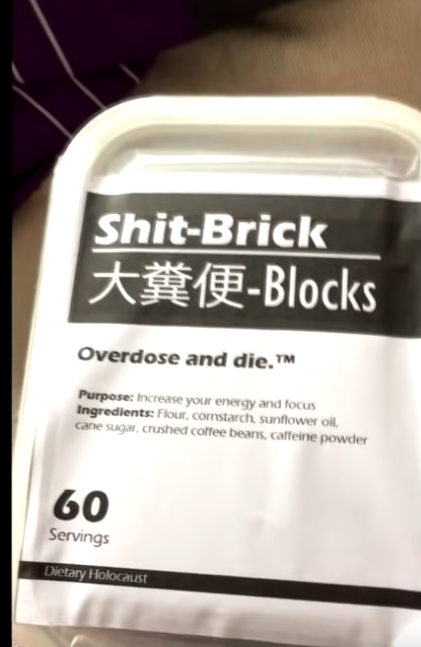 Shit-Brick
大糞便-Blocks
Overdose and die.™
Purpose: Increase your energy and focus
Ingredients: Flour, cornstarch, sunflower oil,
cane sugar, crushed coffee beans, caffeine powder
60
Servings
Dietary Holocaust